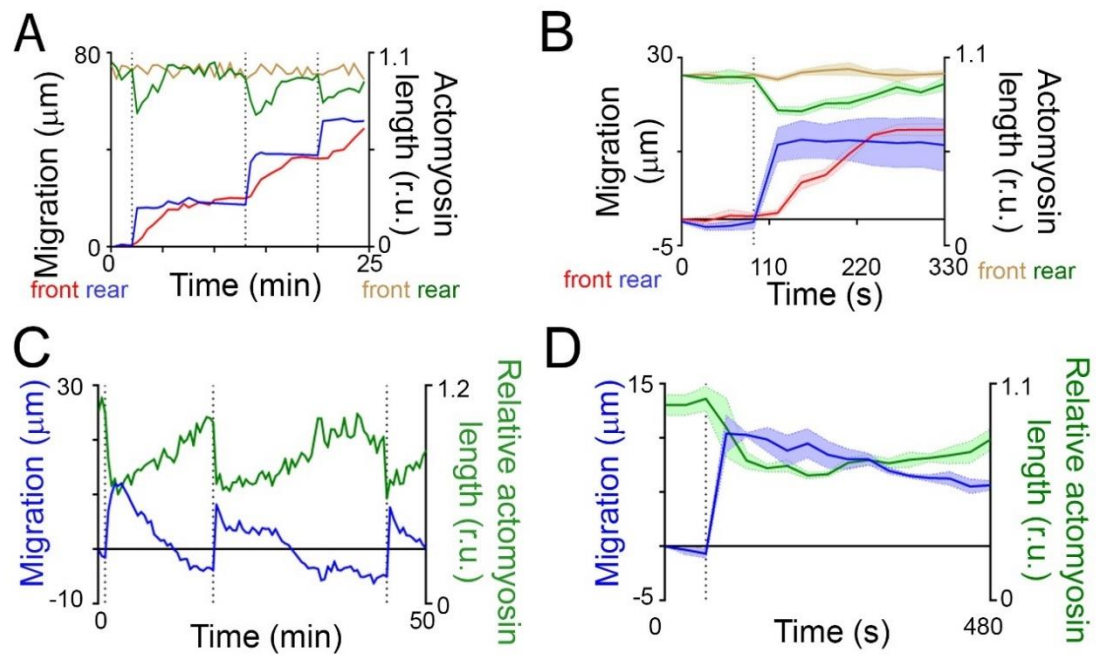 A
80
Migration (μm)
0
0
Time (min)
25
1.1
Actomyosin
length (r.u.)
0
front rear
front rear
B
30
Migration
(μm)
-5
0
110
220
330
Time (s)
1.1
Actomyosin
length (r.u.)
0
front rear
front rear
C
30
Migration (μm)
-10
0
Time (min)
50
1.2
Relative actomyosin
length (r.u.)
0
D
15
Migration (μm)
-5
0
Time (s)
480
1.1
Relative actomyosin
length (r.u.)
0